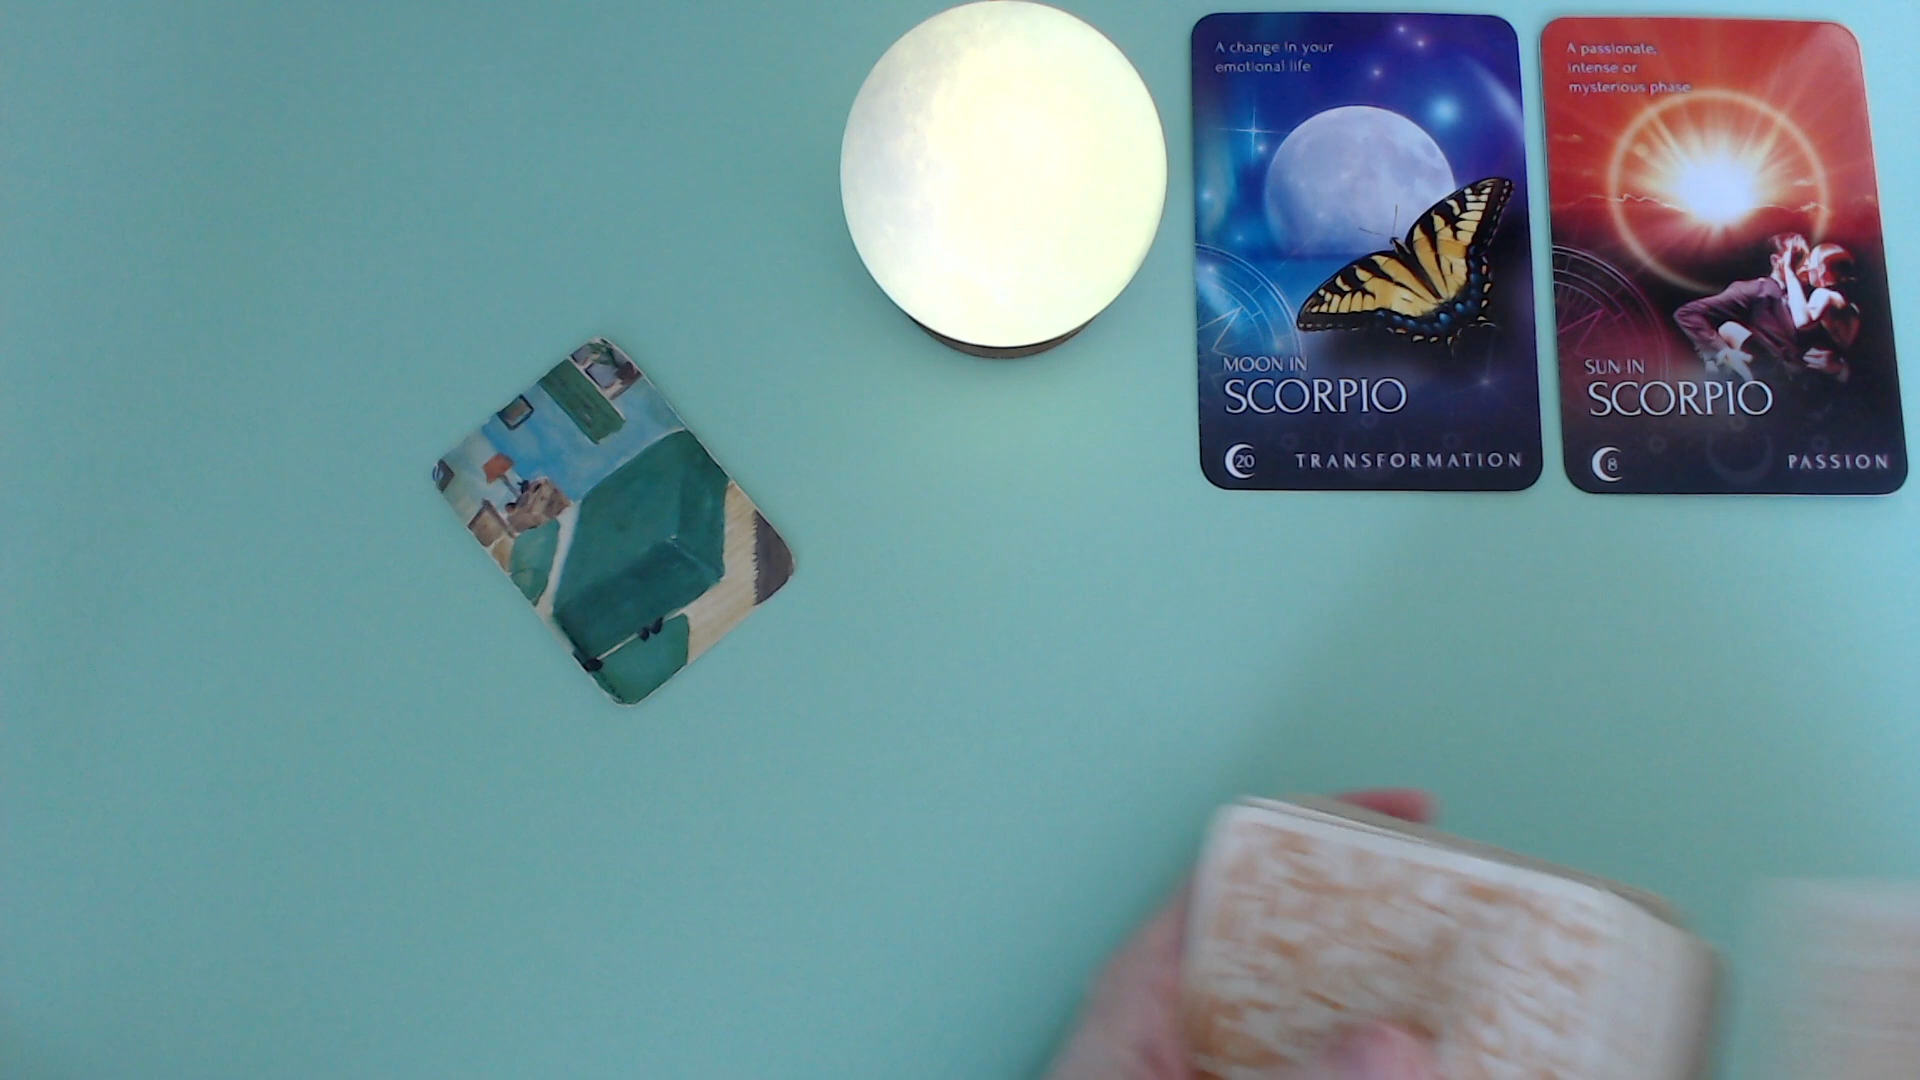 A change in your
emotional life
MOON IN
SCORPIO
20
TRANSFORMATION
A passionate,
intense or
mysterious phase
SUN IN
SCORPIO
8
PASSION